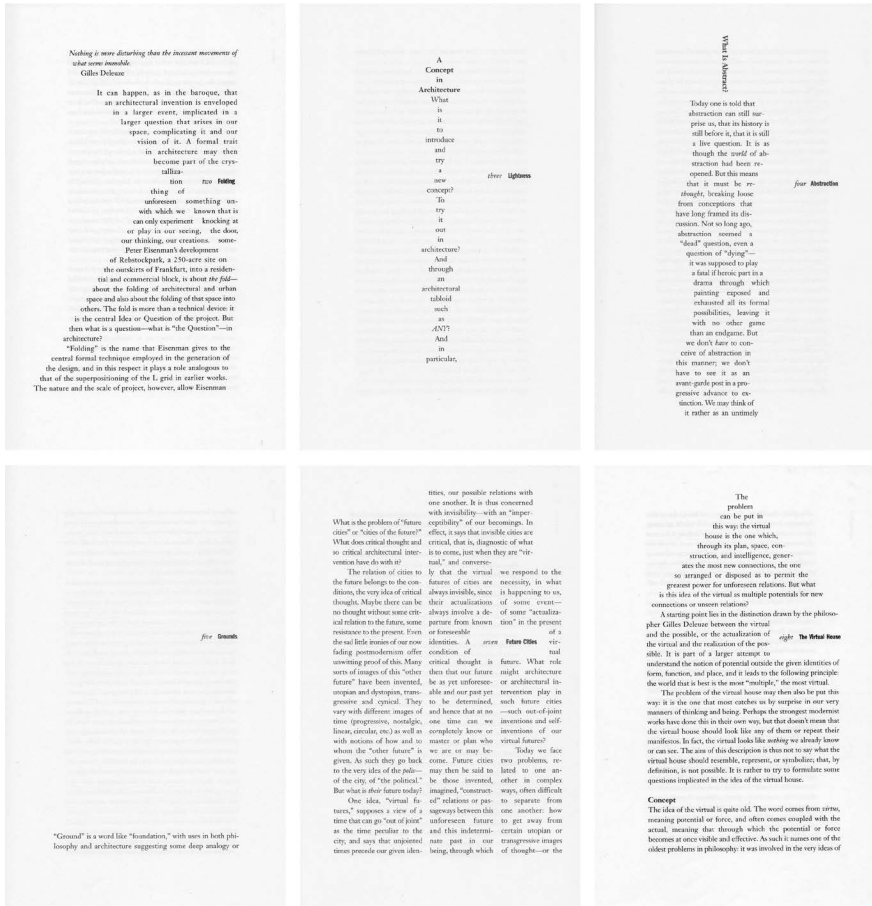 Nothing is more disturbing than the incessant movements of
what seems immobile.
Gilles Deleuze
It can happen, as in the baroque, that
an architectural invention is enveloped
in a larger event, implicated in a
larger question that arises in our
space, complicating it and our
vision of it. A formal trait
in architecture may then
become part of the crys-
talliza-
tion two Folding
thing of
unforeseen something un-
with which we known that is
can only experiment knocking at
or play in our seeing, the door,
our thinking, our creations. some-
Peter Eisenman's development
of Rebstockpark, a 250-acre site on
the outskirts of Frankfurt, into a residen-
tial and commercial block, is about the fold—
about the folding of architectural and urban
space and also about the folding of that space into
others. The fold is more than a technical device: it
is the central Idea or Question of the project. But
then what is a question—what is "the Question"—in
architecture?
"Folding" is the name that Eisenman gives to the
central formal technique employed in the generation of
the design, and in this respect it plays a role analogous to
that of the superpositioning of the L grid in earlier works.
The nature and the scale of project, however, allow Eisenman
A
Concept
in
Architecture
What
is
it
to
introduce
and
try
a
new
concept?
To
try
it
out
in
architecture?
And
through
an
architectural
tabloid
such
as
ANY?
And
in
particular,
three Lightness
What Is Abstract?
Today one is told that
abstraction can still sur-
prise us, that its history is
still before it, that it is still
a live question. It is as
though the world of ab-
straction had been re-
opened. But this means
that it must be re-
thought, breaking loose
from conceptions that
have long framed its dis-
cussion. Not so long ago,
abstraction seemed a
"dead" question, even a
question of "dying"—
it was supposed to play
a fatal if heroic part in a
drama through which
painting exposed and
exhausted all its formal
possibilities, leaving it
with no other game
than an endgame. But
we don't have to con-
ceive of abstraction in
this manner; we don't
have to see it as an
avant-garde post in a pro-
gressive advance to ex-
tinction. We may think of
it rather as an untimely
four Abstraction
five Grounds
"Ground" is a word like "foundation," with uses in both phi-
losophy and architecture suggesting some deep analogy or
What is the problem of "future
cities" or "cities of the future?"
What does critical thought and
so critical architectural inter-
vention have do with it?
The relation of cities to
the future belongs to the con-
ditions, the very idea of critical
thought. Maybe there can be
no thought without some crit-
ical relation to the future, some
resistance to the present. Even
the sad little ironies of our now
fading postmodernism offer
unwitting proof of this. Many
sorts of images of this "other
future" have been invented,
utopian and dystopian, trans-
gressive and cynical. They
vary with different images of
time (progressive, nostalgic,
linear, circular, etc.) as well as
with notions of how and to
whom the "other future" is
given. As such they go back
to the very idea of the polis—
of the city, of "the political."
But what is their future today?
One idea, "virtual fu-
tures," supposes a view of a
time that can go "out of joint"
as the time peculiar to the
city, and says that unjointed
times precede our given iden-
tities, our possible relations with
one another. It is thus concerned
with invisibility—with an "imper-
ceptibility" of our becomings. In
effect, it says that invisible cities are
critical, that is, diagnostic of what
is to come, just when they are "vir-
tual," and converse-
ly that the virtual
futures of cities are
always invisible, since
their actualizations
always involve a de-
parture from known
or foreseeable
identities. A
condition of
critical thought is
then that our future
be as yet unforesee-
able and our past yet
to be determined,
and hence that at no
one time can we
completely know or
master or plan who
we are or may be-
come. Future cities
may then be said to
be those invented,
imagined, "construct-
ed" relations or pas-
sageways between this
unforeseen future
and this indetermi-
nate past in our
being, through which
seven Future Cities
we respond to the
necessity, in what
is happening to us,
of some event—
of some "actualiza-
tion" in the present
of a
vir-
tual
future. What role
might architecture
or architectural in-
tervention play in
such future cities
—such out-of-joint
inventions and self-
inventions of our
virtual futures?
Today we face
two problems, re-
lated to one an-
other in complex
ways, often difficult
to separate from
one another: how
to get away from
certain utopian or
transgressive images
of thought—or the
The
problem
can be put in
this way: the virtual
house is the one which,
through its plan, space, con-
struction, and intelligence, gener-
ates the most new connections, the one
so arranged or disposed as to permit the
greatest power for unforeseen relations. But what
is this idea of the virtual as multiple potentials for new
connections or unseen relations?
A starting point lies in the distinction drawn by the philoso-
pher Gilles Deleuze between the virtual
and the possible, or the actualization of
the virtual and the realization of the pos-
sible. It is part of a larger attempt to
eight The Virtual House
understand the notion of potential outside the given identities of
form, function, and place, and it leads to the following principle:
the world that is best is the most "multiple," the most virtual.
The problem of the virtual house may then also be put this
way: it is the one that most catches us by surprise in our very
manners of thinking and being. Perhaps the strongest modernist
works have done this in their own way, but that doesn't mean that
the virtual house should look like any of them or repeat their
manifestos. In fact, the virtual looks like nothing we already know
or can see. The aim of this description is thus not to say what the
virtual house should resemble, represent, or symbolize; that, by
definition, is not possible. It is rather to try to formulate some
questions implicated in the idea of the virtual house.
Concept
The idea of the virtual is quite old. The word comes from virtus,
meaning potential or force, and often comes coupled with the
actual, meaning that through which the potential or force
becomes at once visible and effective. As such it names one of the
oldest problems in philosophy: it was involved in the very ideas of